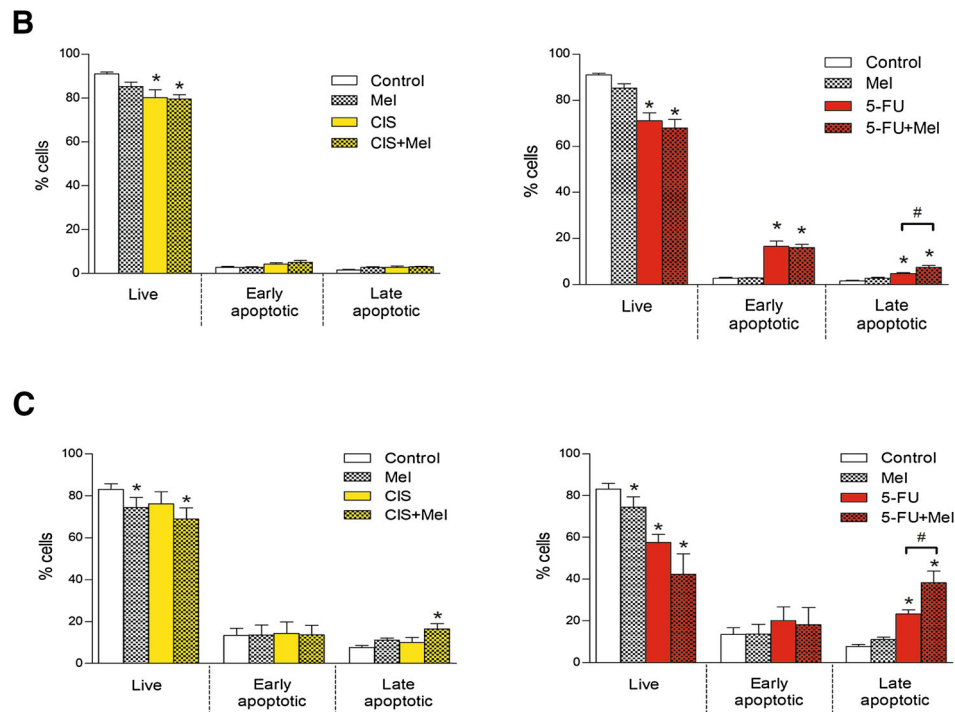 B
100
80
60
40
20
0
% cells
* *
Control
Mel
CIS
CIS+Mel
Live
Early
apoptotic
Late
apoptotic
100
80
60
40
20
0
% cells
* *
* *
#
* *
Control
Mel
5-FU
5-FU+Mel
Live
Early
apoptotic
Late
apoptotic
C
100
80
60
40
20
0
% cells
* *
*
Control
Mel
CIS
CIS+Mel
Live
Early
apoptotic
Late
apoptotic
100
80
60
40
20
0
% cells
*
*
*
#
*
*
Control
Mel
5-FU
5-FU+Mel
Live
Early
apoptotic
Late
apoptotic